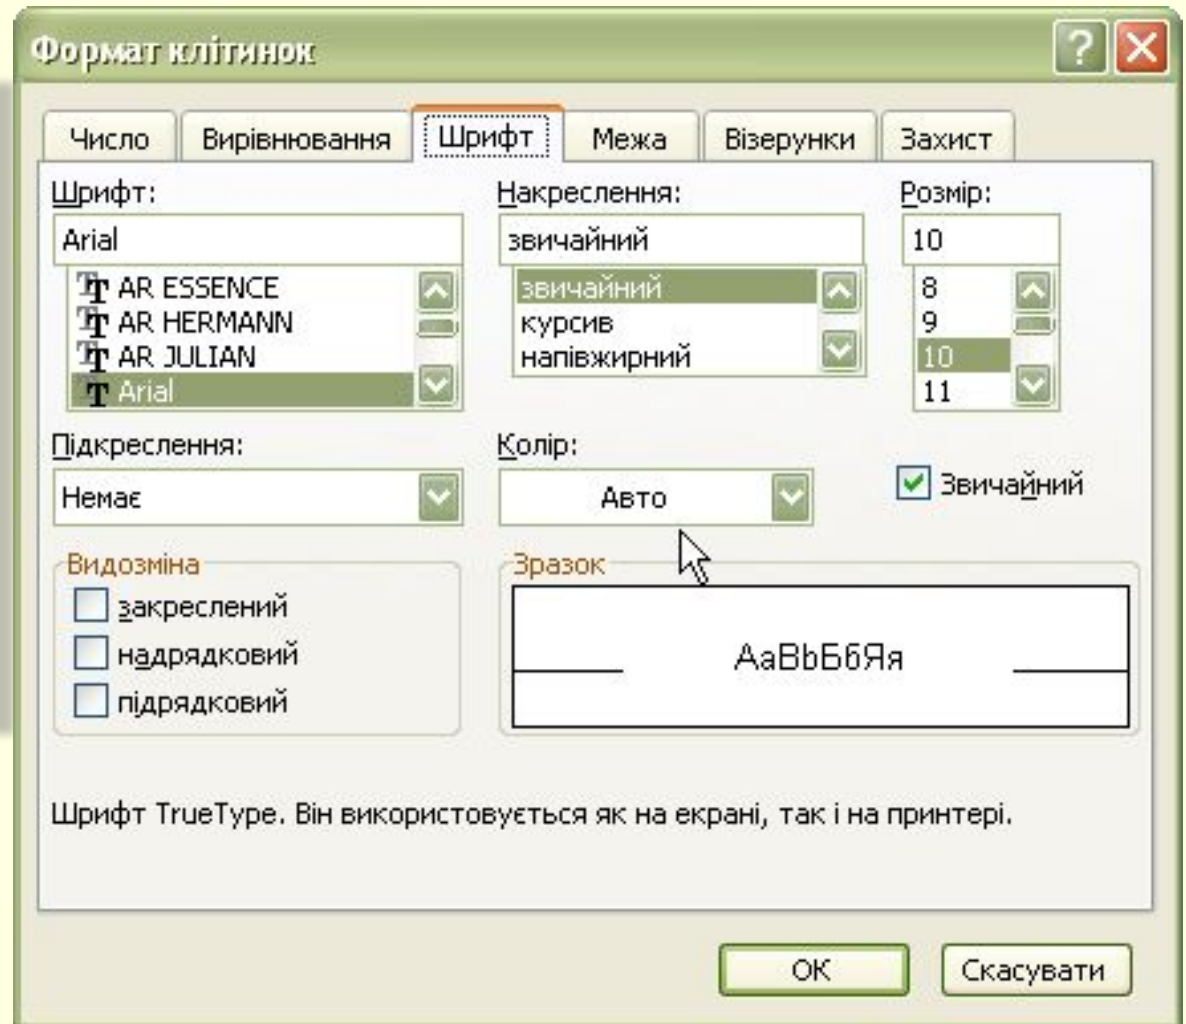 Формат клітинок
Число Вирівнювання Шрифт Межа Візерунки Захист
Шрифт: Накреслення: Розмір:
Arial звичайний 10
AR ESSENCE звичайний 8
AR HERMANN курсив 9
AR JULIAN напівжирний 10
Arial 11
Підкреслення: Колір:
Немає Авто Звичайний
Видозміна Зразок
закреслений
надрядковий АаВbБбЯя
підрядковий
Шрифт TrueType. Він використовується як на екрані, так і на принтері.
ОК Скасувати